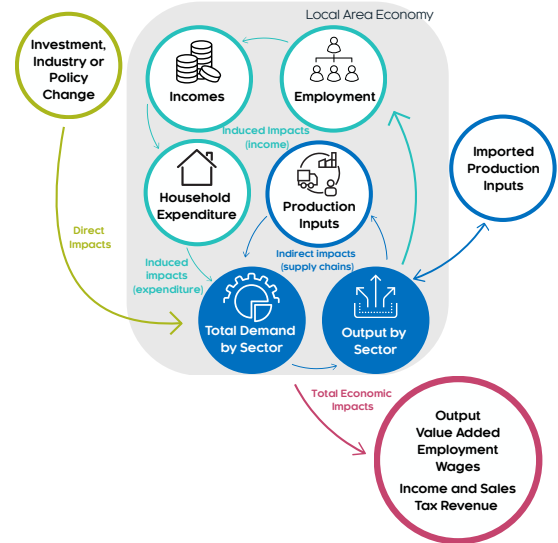 Local Area Economy
Investment,
Industry or
Policy
Change
Incomes
Employment
Induced Impacts
(income)
Imported
Production
Inputs
Household
Expenditure
Production
Inputs
Direct
Impacts
Induced
impacts
(expenditure)
Indirect impacts
(supply chains)
Total Demand
by Sector
Output by
Sector
Total Economic
Impacts
Output
Value Added
Employment
Wages
Income and Sales
Tax Revenue